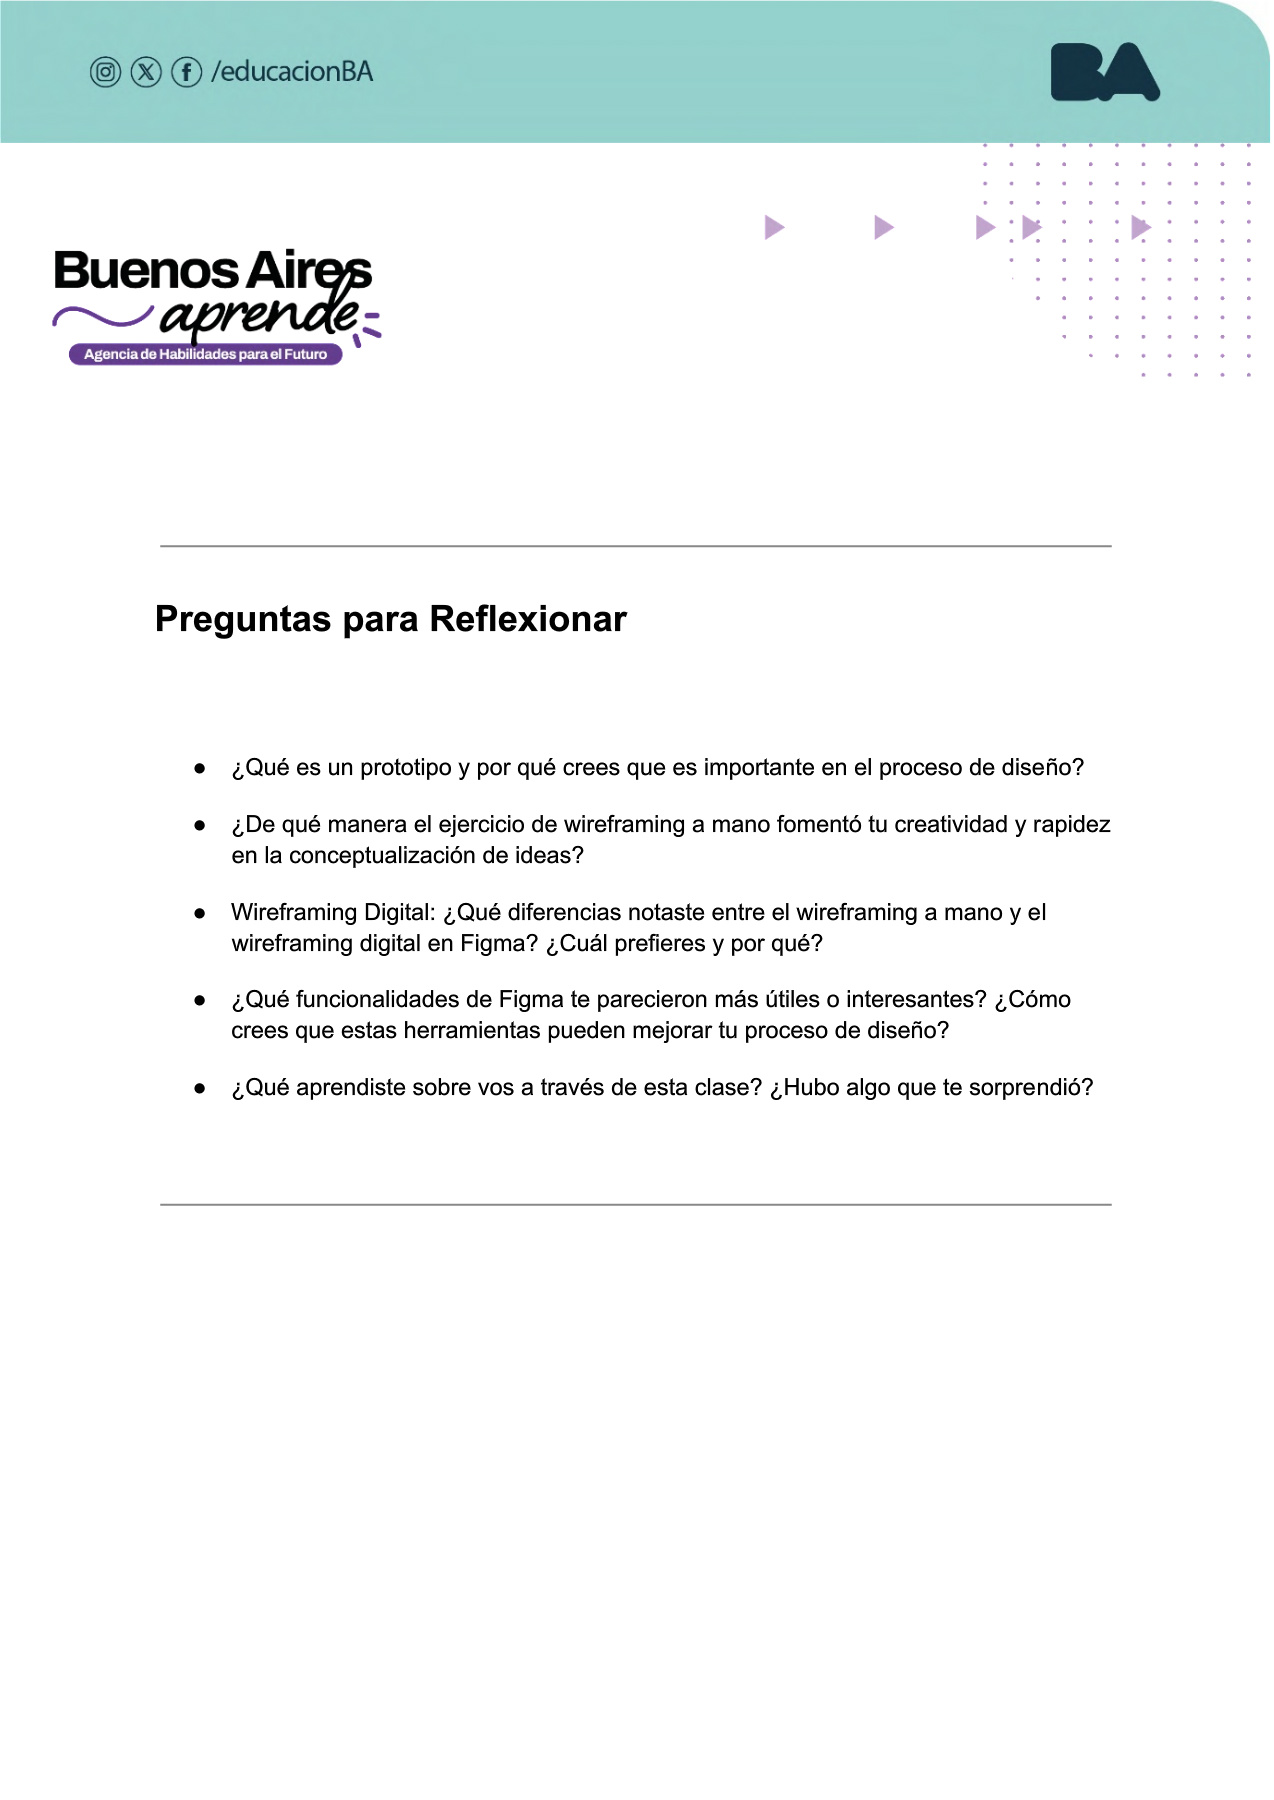 /educacionBA
BA
Buenos Aires
aprende
Agencia de Habilidades para el Futuro
Preguntas para Reflexionar
● ¿Qué es un prototipo y por qué crees que es importante en el proceso de diseño?
● ¿De qué manera el ejercicio de wireframing a mano fomentó tu creatividad y rapidez
en la conceptualización de ideas?
● Wireframing Digital: ¿Qué diferencias notaste entre el wireframing a mano y el
wireframing digital en Figma? ¿Cuál prefieres y por qué?
● ¿Qué funcionalidades de Figma te parecieron más útiles o interesantes? ¿Cómo
crees que estas herramientas pueden mejorar tu proceso de diseño?
● ¿Qué aprendiste sobre vos a través de esta clase? ¿Hubo algo que te sorprendió?